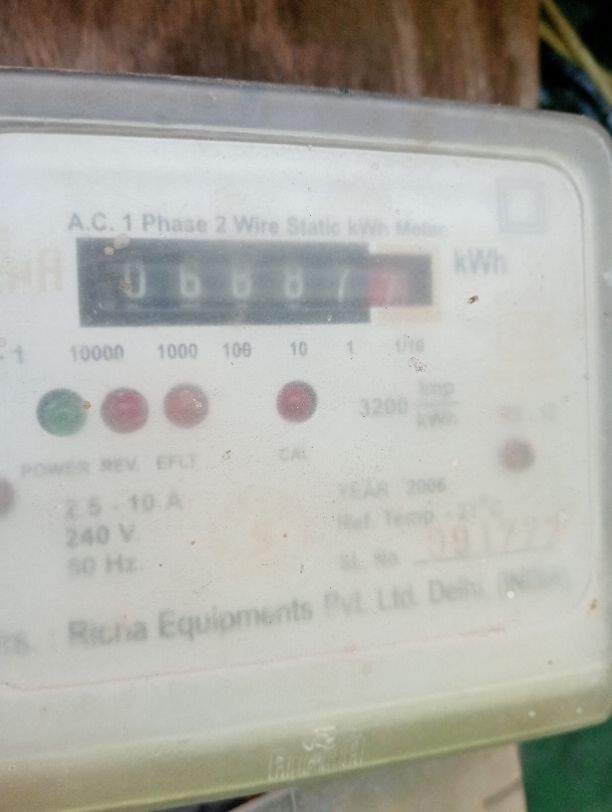 A.C. 1 Phase 2 Wire Static kWh Meter
kWh
10000 1000 100 10 1 1/10
3200 Imp
kWh
POWER REV EFLT CAL
2.5 - 10 A
240 V.
50 Hz.
YEAR 2006
Ref. Temp
Sl. No.
Richa Equipments Pvt. Ltd. Delhi, (INDIA)